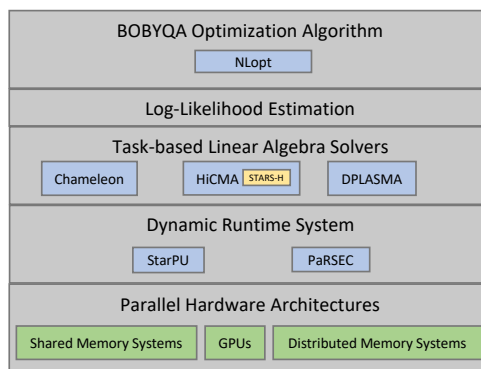 BOBYQA Optimization Algorithm
NLopt
Log-Likelihood Estimation
Task-based Linear Algebra Solvers
Chameleon
HiCMA
STARS-H
DPLASMA
Dynamic Runtime System
StarPU
PaRSEC
Parallel Hardware Architectures
Shared Memory Systems
GPUs
Distributed Memory Systems